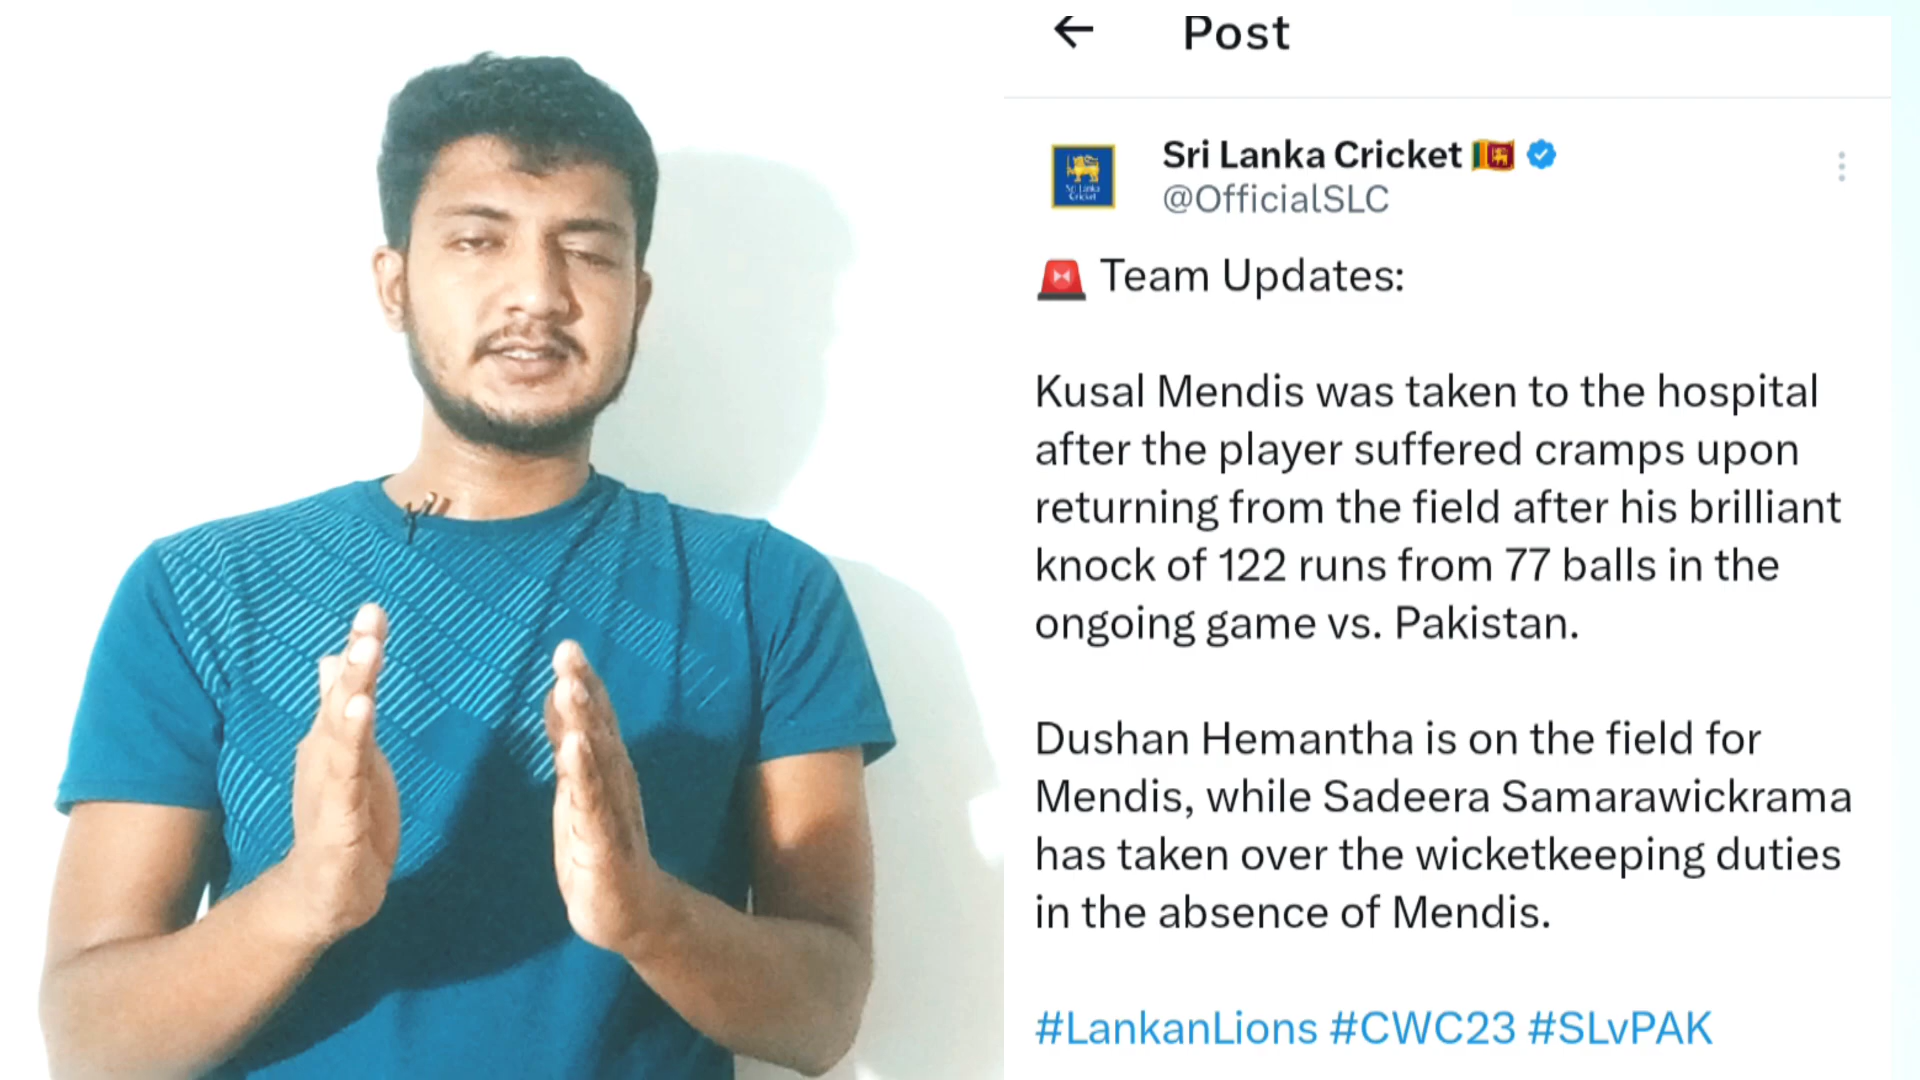 Post
Sri Lanka Cricket
@OfficialSLC
Sri Lanka
Cricket
Team Updates:
Kusal Mendis was taken to the hospital
after the player suffered cramps upon
returning from the field after his brilliant
knock of 122 runs from 77 balls in the
ongoing game vs. Pakistan.
Dushan Hemantha is on the field for
Mendis, while Sadeera Samarawickrama
has taken over the wicketkeeping duties
in the absence of Mendis.
#LankanLions #CWC23 #SLvPAK